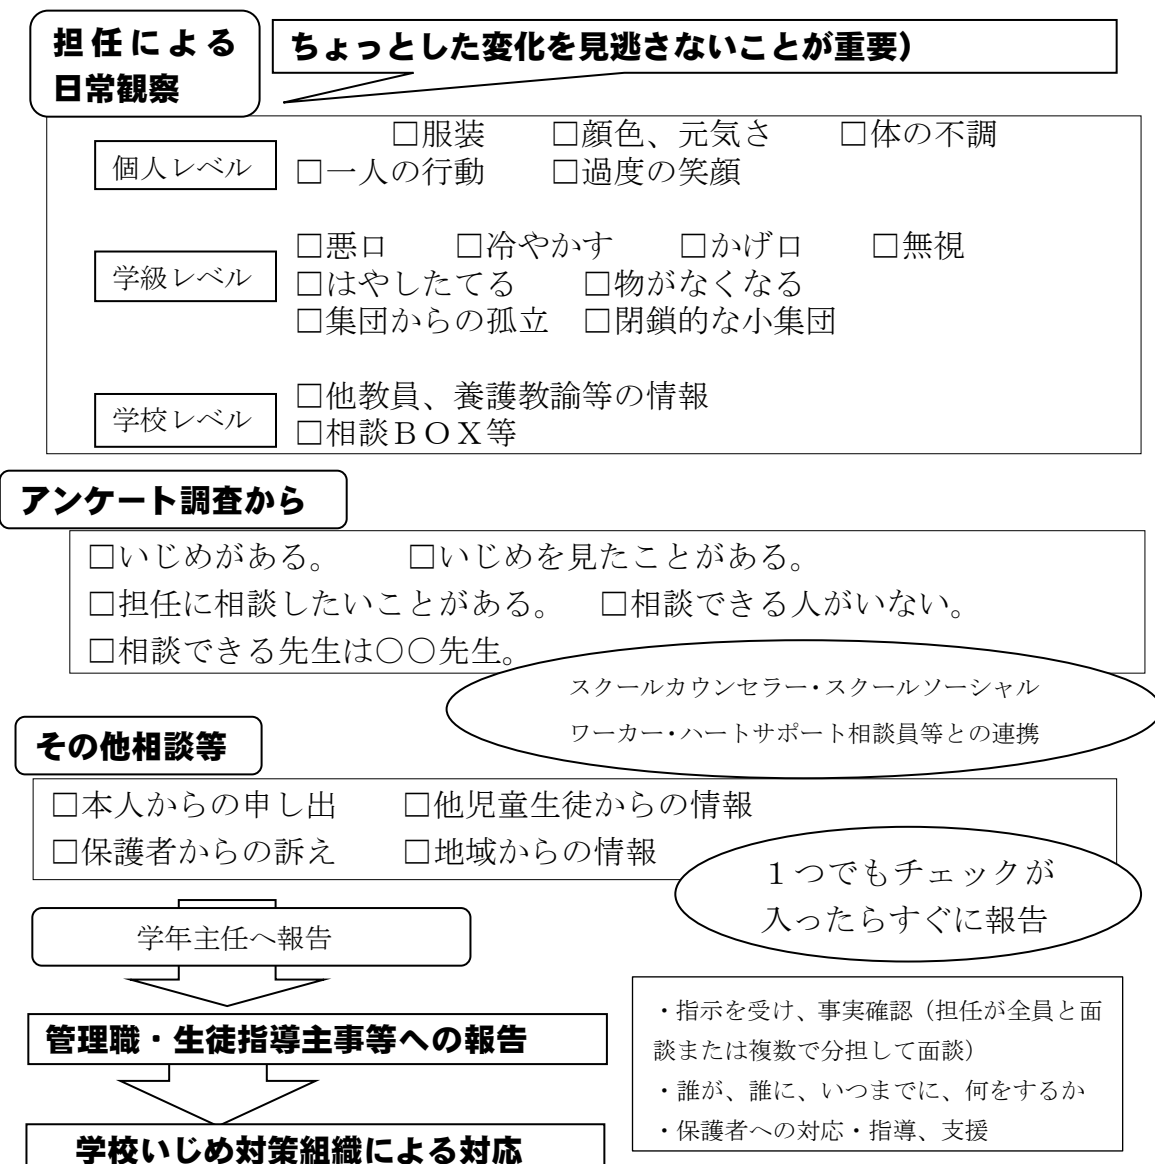 担任による
日常観察
ちょっとした変化を見逃さないことが重要）
個人レベル
□服装　□顔色、元気さ　□体の不調
□一人の行動　□過度の笑顔
学級レベル
□悪口　□冷やかす　□かげ口　□無視
□はやしたてる　□物がなくなる
□集団からの孤立　□閉鎖的な小集団
学校レベル
□他教員、養護教諭等の情報
□相談ＢＯＸ等
アンケート調査から
□いじめがある。　□いじめを見たことがある。
□担任に相談したいことがある。　□相談できる人がいない。
□相談できる先生は〇〇先生。
スクールカウンセラー・スクールソーシャル
ワーカー・ハートサポート相談員等との連携
その他相談等
□本人からの申し出　□他児童生徒からの情報
□保護者からの訴え　□地域からの情報
１つでもチェックが
入ったらすぐに報告
学年主任へ報告
管理職・生徒指導主事等への報告
・指示を受け、事実確認（担任が全員と面
談または複数で分担して面談）
・誰が、誰に、いつまでに、何をするか
・保護者への対応・指導、支援
学校いじめ対策組織による対応